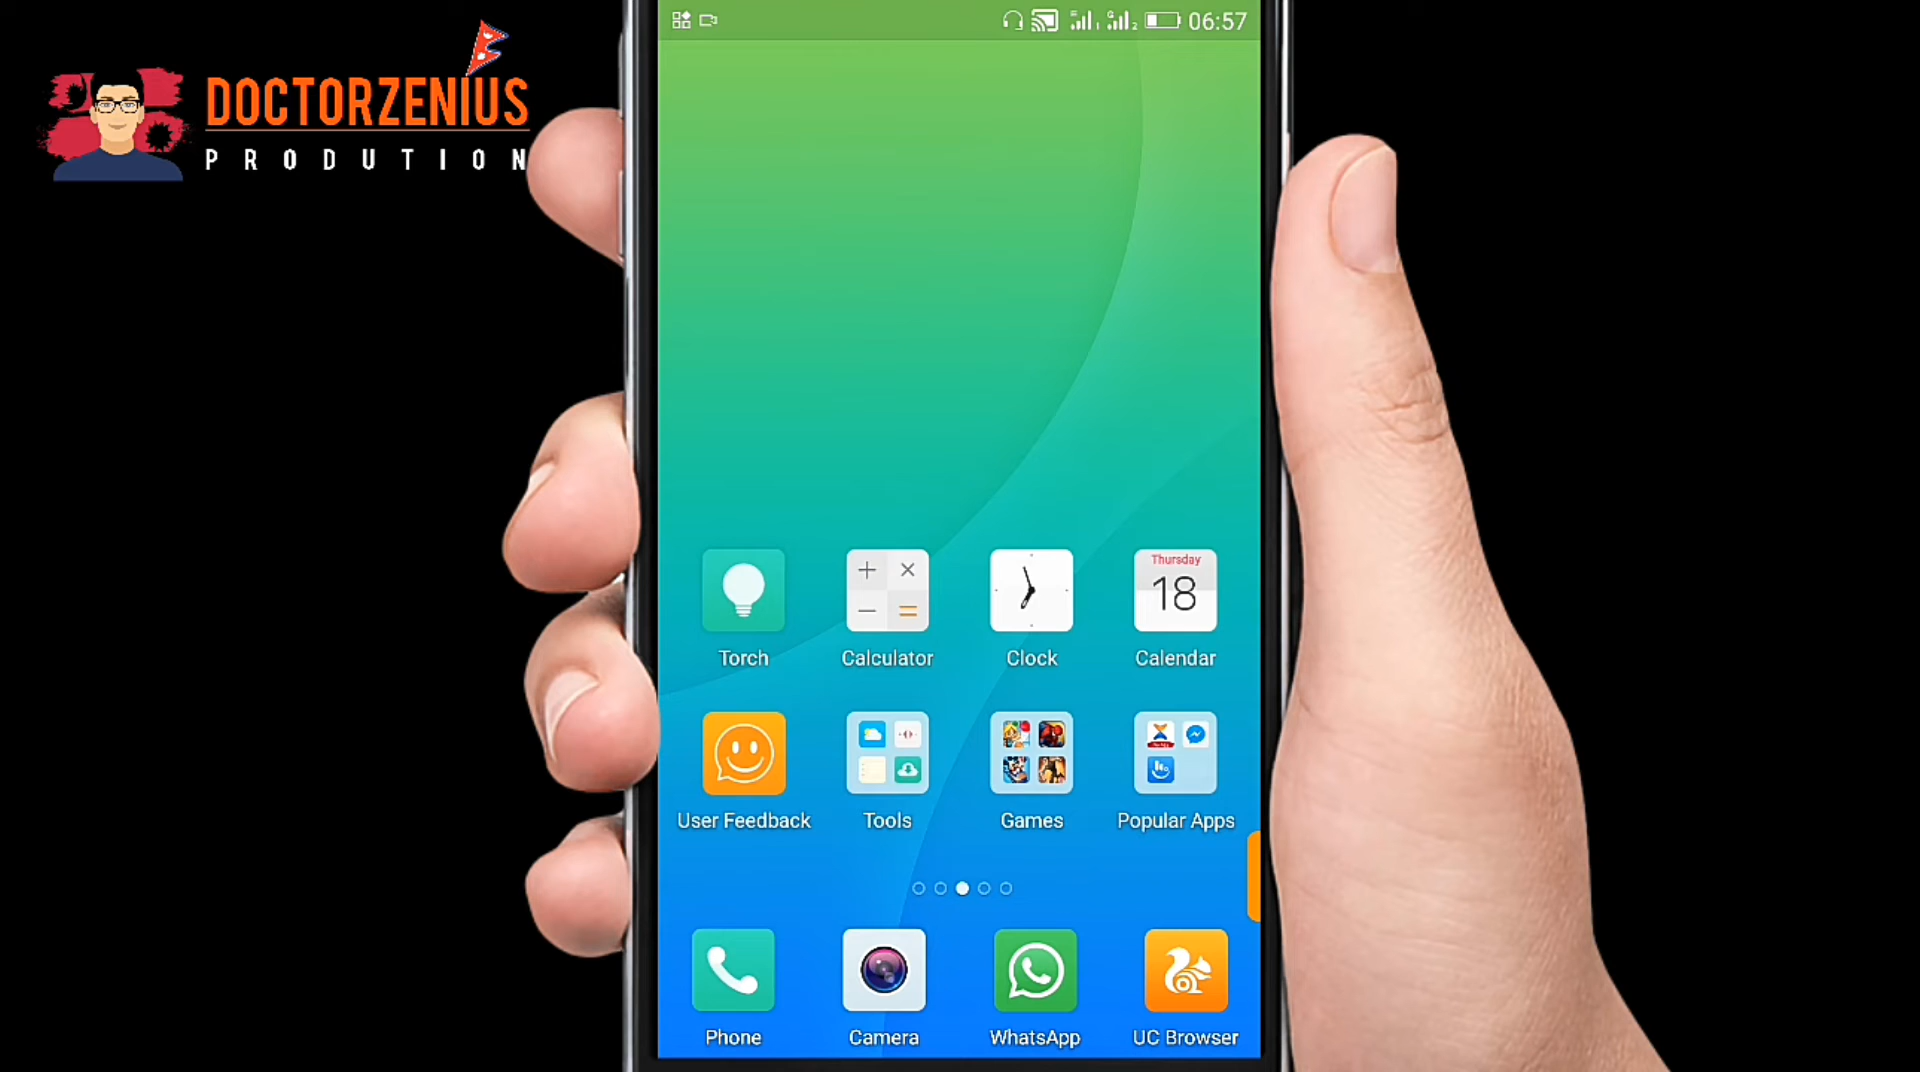 DOCTORZENIUS
PRODUTION
06:57
Torch
Calculator
Clock
Thursday
18
Calendar
User Feedback
Tools
Games
Popular Apps
Phone
Camera
WhatsApp
UC Browser